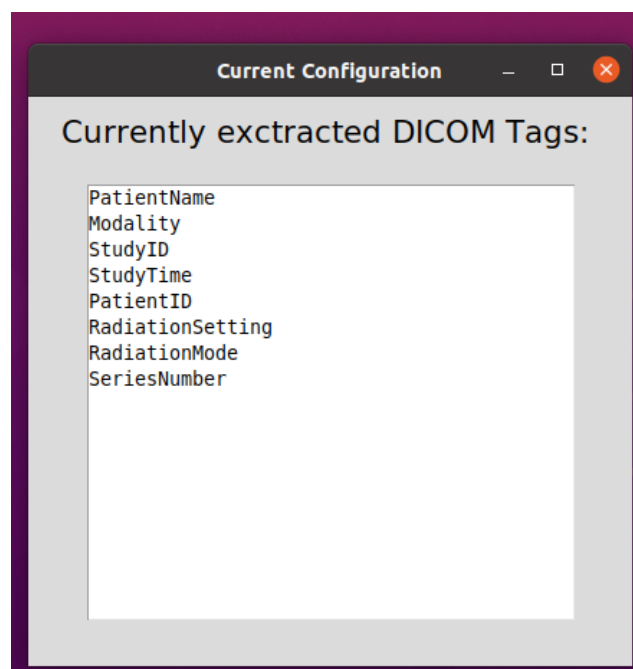 Current Configuration
Currently exctracted DICOM Tags:
PatientName
Modality
StudyID
StudyTime
PatientID
RadiationSetting
RadiationMode
SeriesNumber